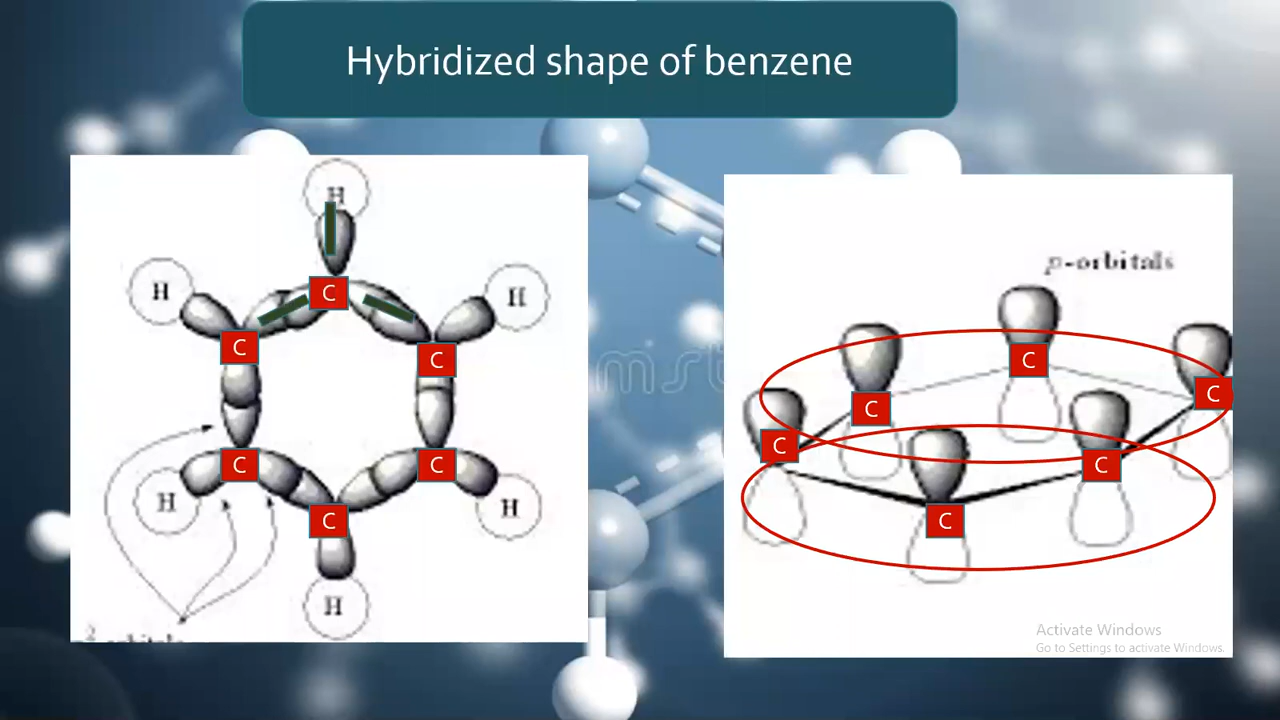 Hybridized shape of benzene
H
H
H
C
C
C
C
C
H
H
C
H
p-orbitals
C
C
C
C
C
C
Activate Windows
Go to Settings to activate Windows.